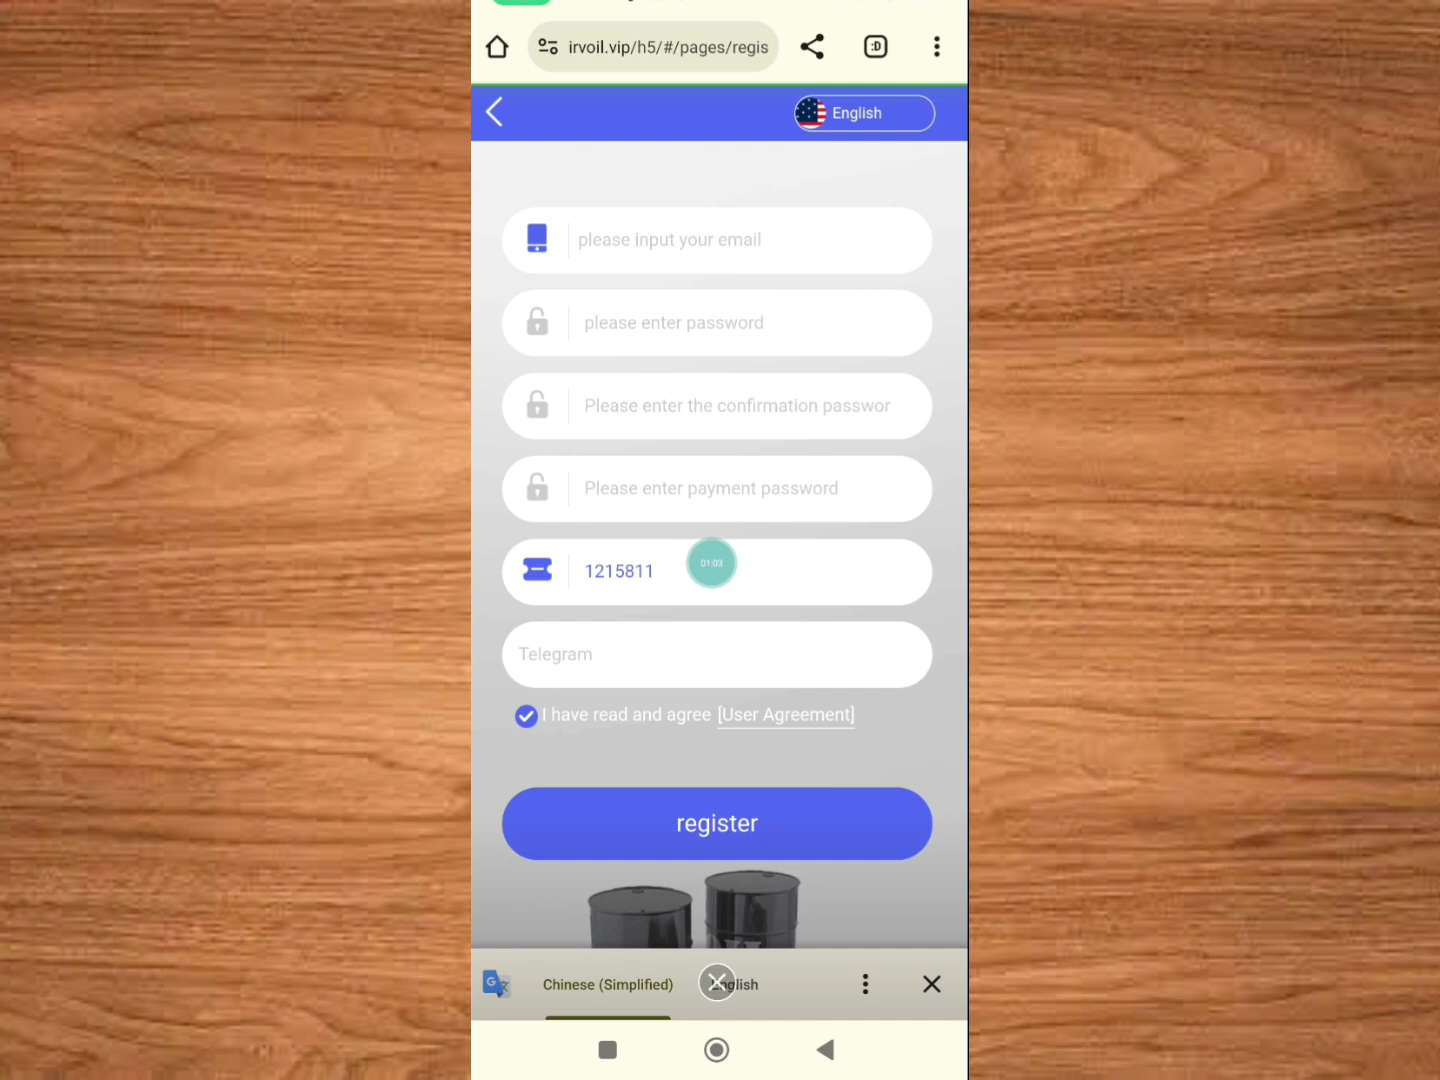 irvoil.vip/h5/#/pages/regis
:D
English
please input your email
please enter password
Please enter the confirmation passwor
Please enter payment password
1215811
01:03
Telegram
I have read and agree [User Agreement]
register
G
Chinese (Simplified)
English